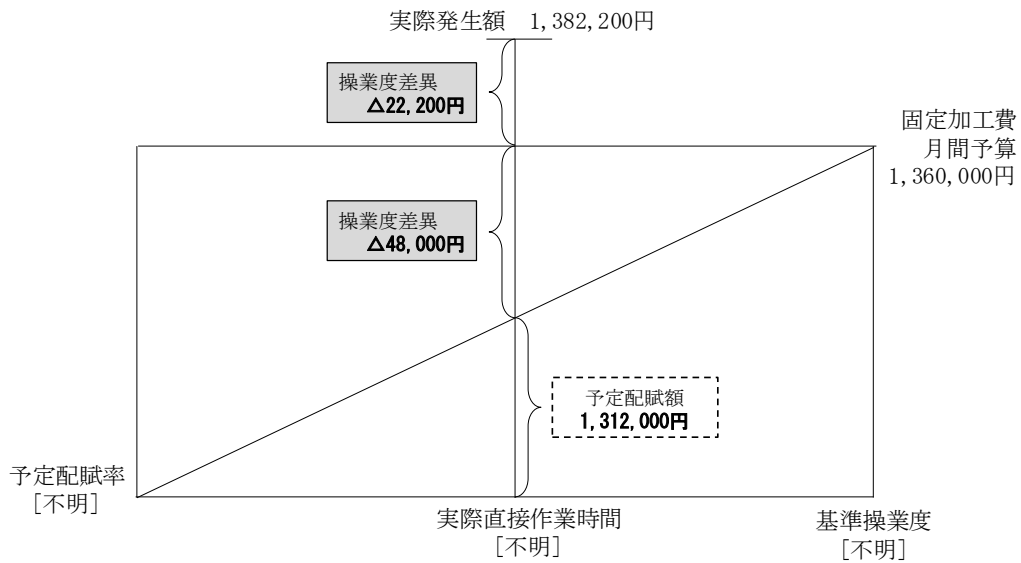 実際発生額 1,382,200円
操業度差異
△22,200円
固定加工費
月間予算
1,360,000円
操業度差異
△48,000円
予定配賦額
1,312,000円
予定配賦率
[不明]
実際直接作業時間
[不明]
基準操業度
[不明]